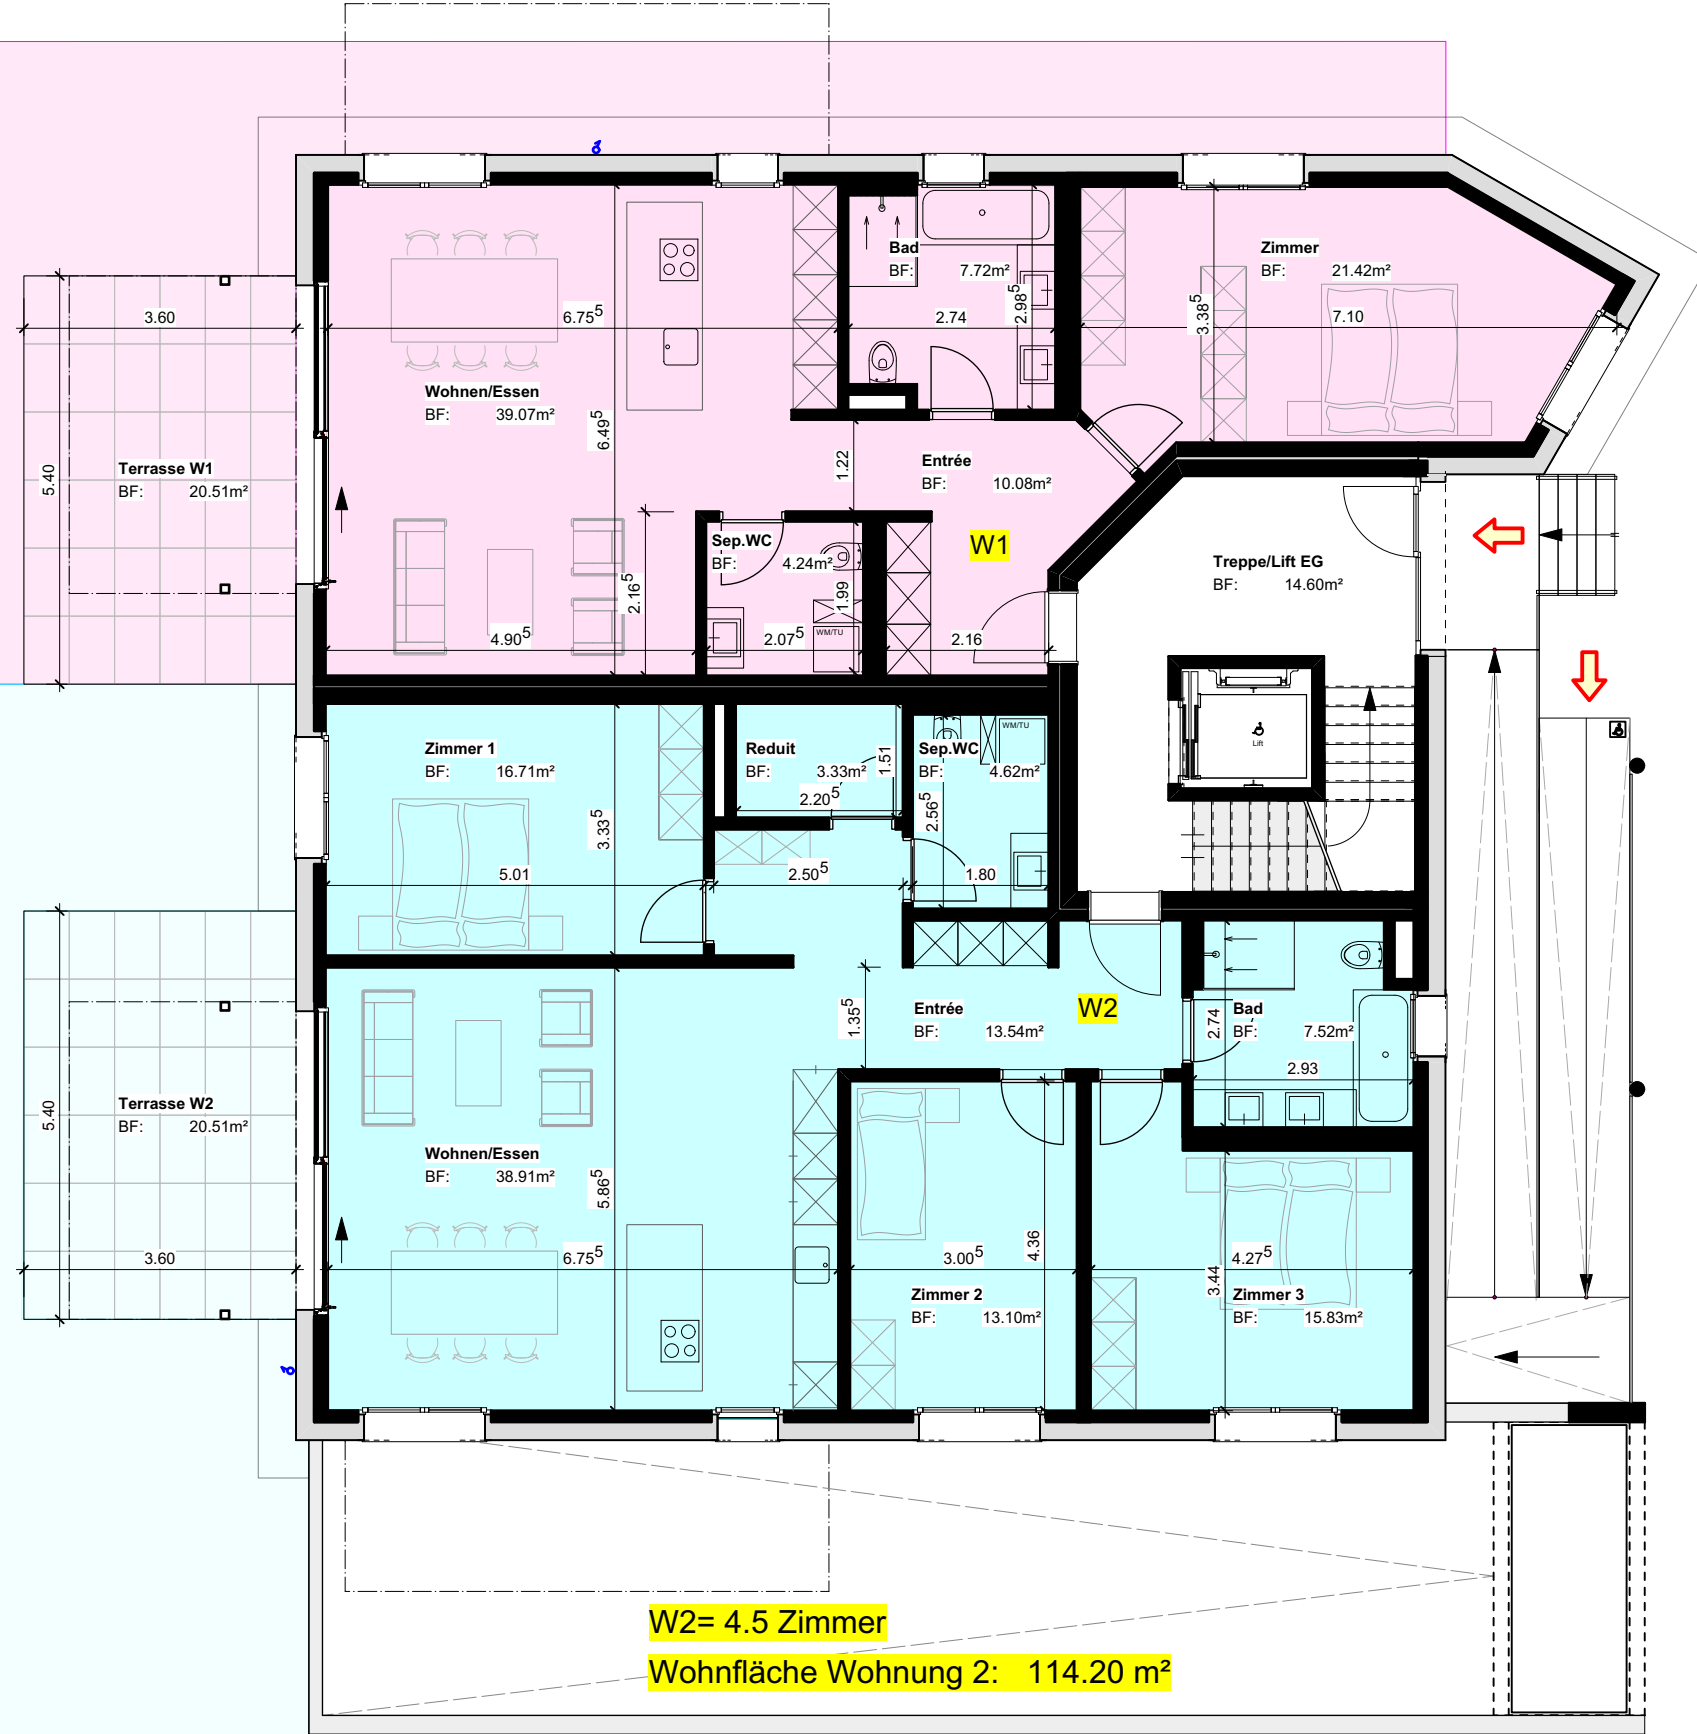 Bad
BF: 7.72m²
2.98⁵
2.74
Zimmer
BF: 21.42m²
3.38⁵
7.10
3.60
6.75⁵
Wohnen/Essen
BF: 39.07m²
6.49⁵
Terrasse W1
BF: 20.51m²
5.40
1.22
Entrée
BF: 10.08m²
W1
Sep.WC
BF: 4.24m²
1.99
2.16⁵
WM/TU
4.90⁵
2.07⁵
2.16
Treppe/Lift EG
BF: 14.60m²
Lift
Zimmer 1
BF: 16.71m²
3.33⁵
5.01
Reduit
BF: 3.33m²
1.51
2.20⁵
2.50⁵
WM/TU
Sep.WC
BF: 4.62m²
2.56⁵
1.80
Entrée
BF: 13.54m²
1.35⁵
W2
Bad
BF: 7.52m²
2.74
2.93
Terrasse W2
BF: 20.51m²
5.40
3.60
Wohnen/Essen
BF: 38.91m²
5.86⁵
6.75⁵
3.00⁵
4.36
Zimmer 2
BF: 13.10m²
4.27⁵
3.44
Zimmer 3
BF: 15.83m²
W2= 4.5 Zimmer
Wohnfläche Wohnung 2: 114.20 m²